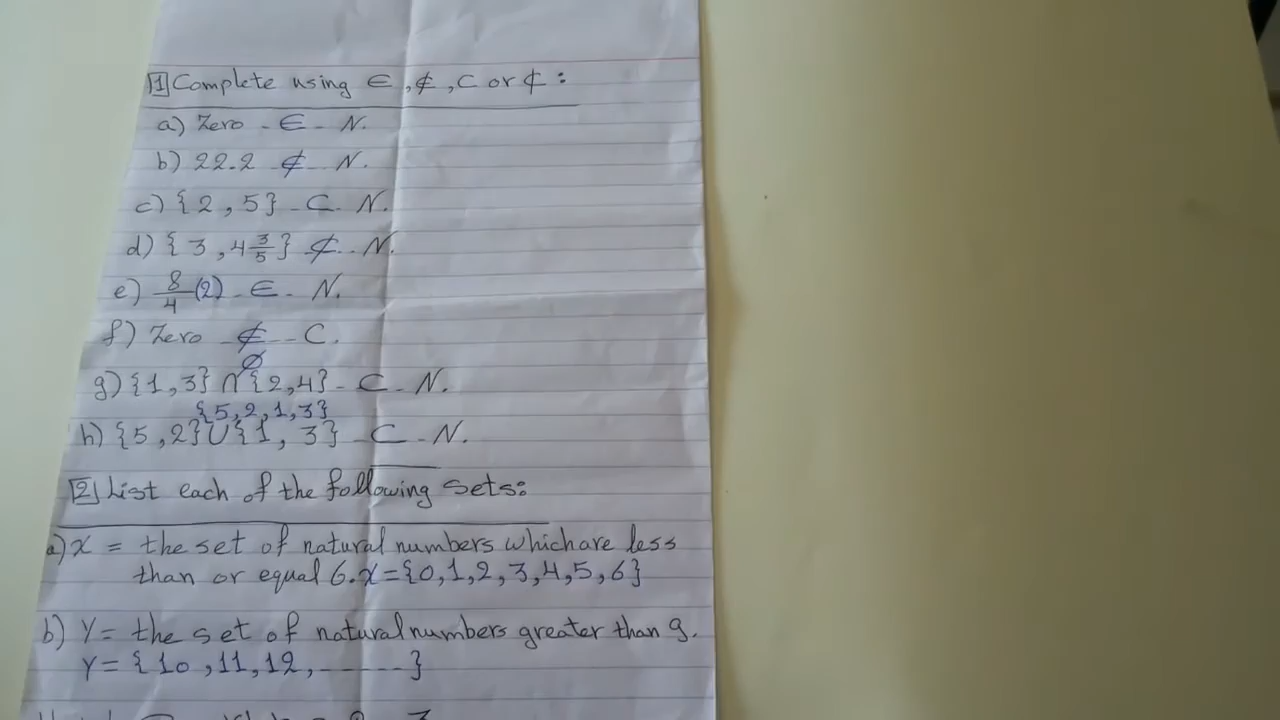 1 Complete using ∈, ∉, ⊂ or ⊄ :
a) Zero - ∈ - N.
b) 22.2 ∉ N.
c) {2, 5} - ⊂ - N.
d) {3, 4 3/5} ⊄ - N.
e) 8/4 (2) - ∈ - N.
f) Zero - ∉ - C.
∅
g) {1, 3} ∩ {2, 4} - ⊂ - N.
{5, 2, 1, 3}
h) {5, 2} ∪ {1, 3} - ⊂ - N.
2 List each of the following sets:
a) X = the set of natural numbers which are less
than or equal 6. X = {0, 1, 2, 3, 4, 5, 6}
b) Y = the set of natural numbers greater than 9.
Y = {10, 11, 12, ------}